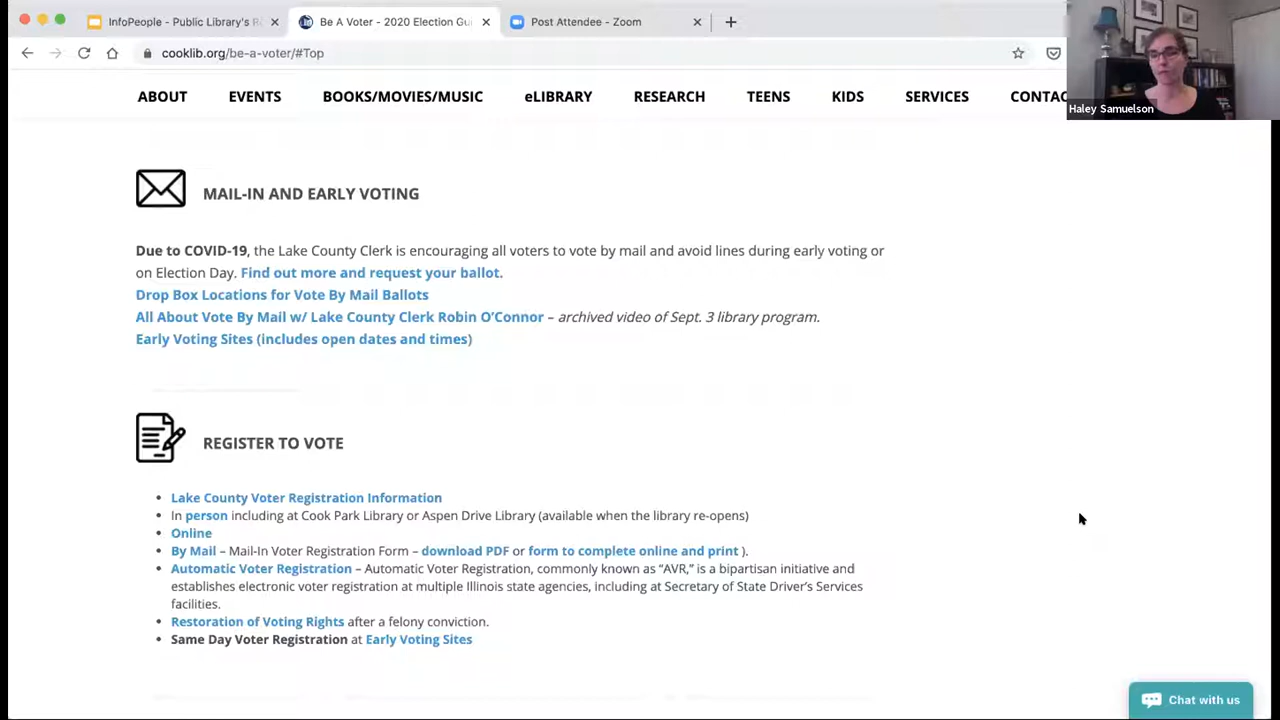 InfoPeople - Public Library's R
Be A Voter - 2020 Election Gui
Post Attendee - Zoom
cooklib.org/be-a-voter/#Top
ABOUT EVENTS BOOKS/MOVIES/MUSIC eLIBRARY RESEARCH TEENS KIDS SERVICES CONTAC
Haley Samuelson
MAIL-IN AND EARLY VOTING
Due to COVID-19, the Lake County Clerk is encouraging all voters to vote by mail and avoid lines during early voting or
on Election Day. Find out more and request your ballot.
Drop Box Locations for Vote By Mail Ballots
All About Vote By Mail w/ Lake County Clerk Robin O’Connor – archived video of Sept. 3 library program.
Early Voting Sites (includes open dates and times)
REGISTER TO VOTE
• Lake County Voter Registration Information
• In person including at Cook Park Library or Aspen Drive Library (available when the library re-opens)
• Online
• By Mail – Mail-In Voter Registration Form – download PDF or form to complete online and print ).
• Automatic Voter Registration – Automatic Voter Registration, commonly known as “AVR,” is a bipartisan initiative and
establishes electronic voter registration at multiple Illinois state agencies, including at Secretary of State Driver’s Services
facilities.
• Restoration of Voting Rights after a felony conviction.
• Same Day Voter Registration at Early Voting Sites
Chat with us